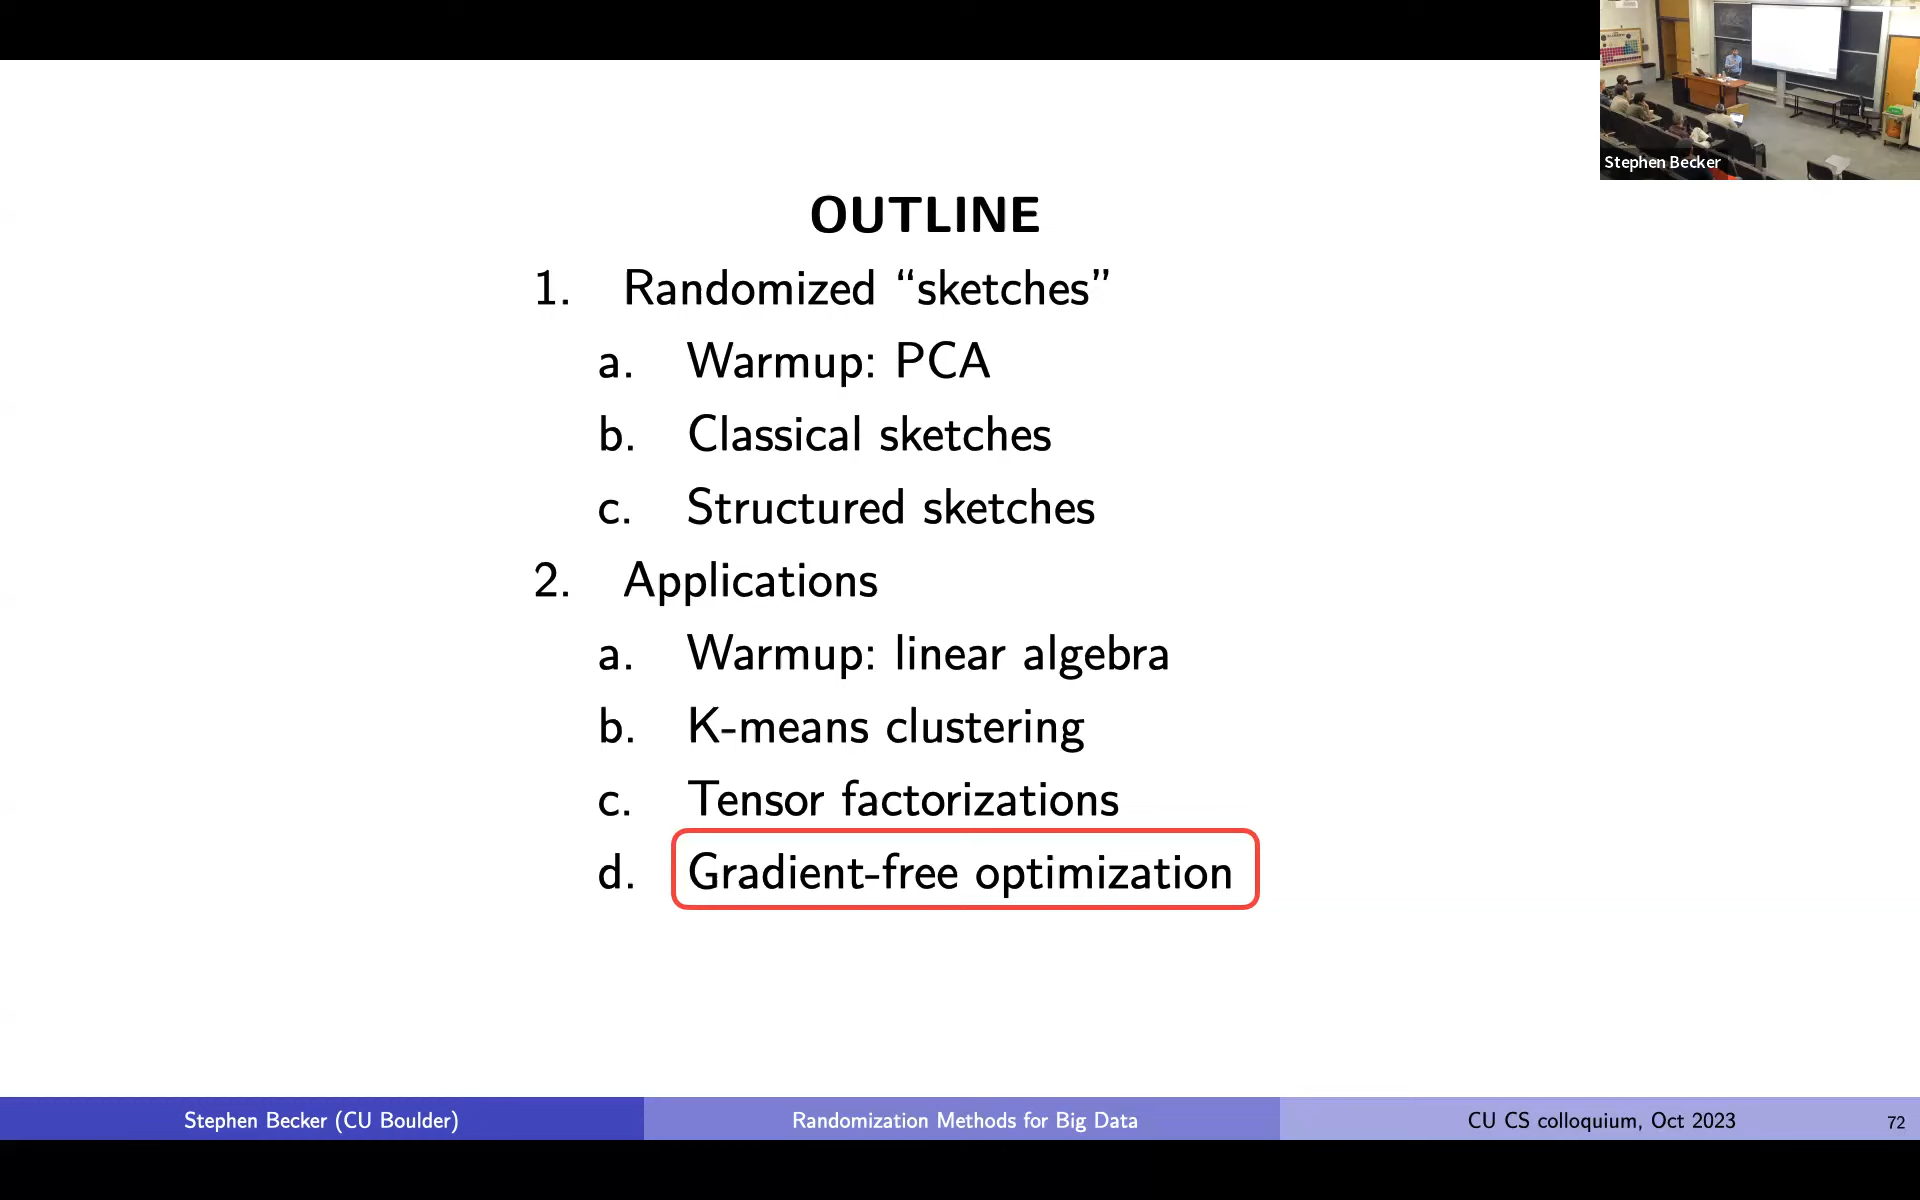 Stephen Becker
OUTLINE
1. Randomized “sketches”
a. Warmup: PCA
b. Classical sketches
c. Structured sketches
2. Applications
a. Warmup: linear algebra
b. K-means clustering
c. Tensor factorizations
d. Gradient-free optimization
Stephen Becker (CU Boulder)
Randomization Methods for Big Data
CU CS colloquium, Oct 2023
72